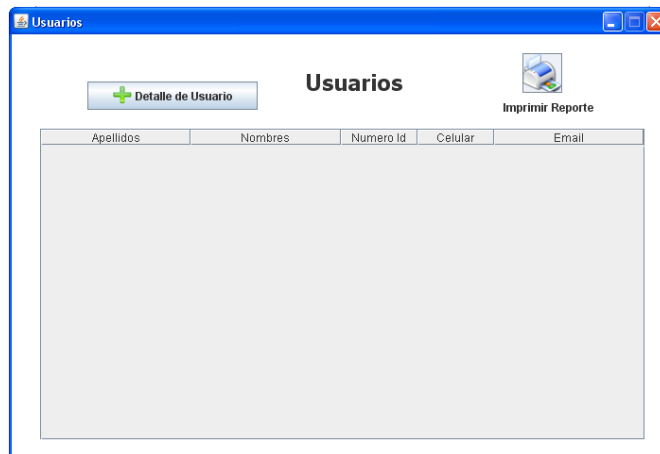 Usuarios
Detalle de Usuario
Usuarios
Imprimir Reporte
Apellidos Nombres Numero Id Celular Email